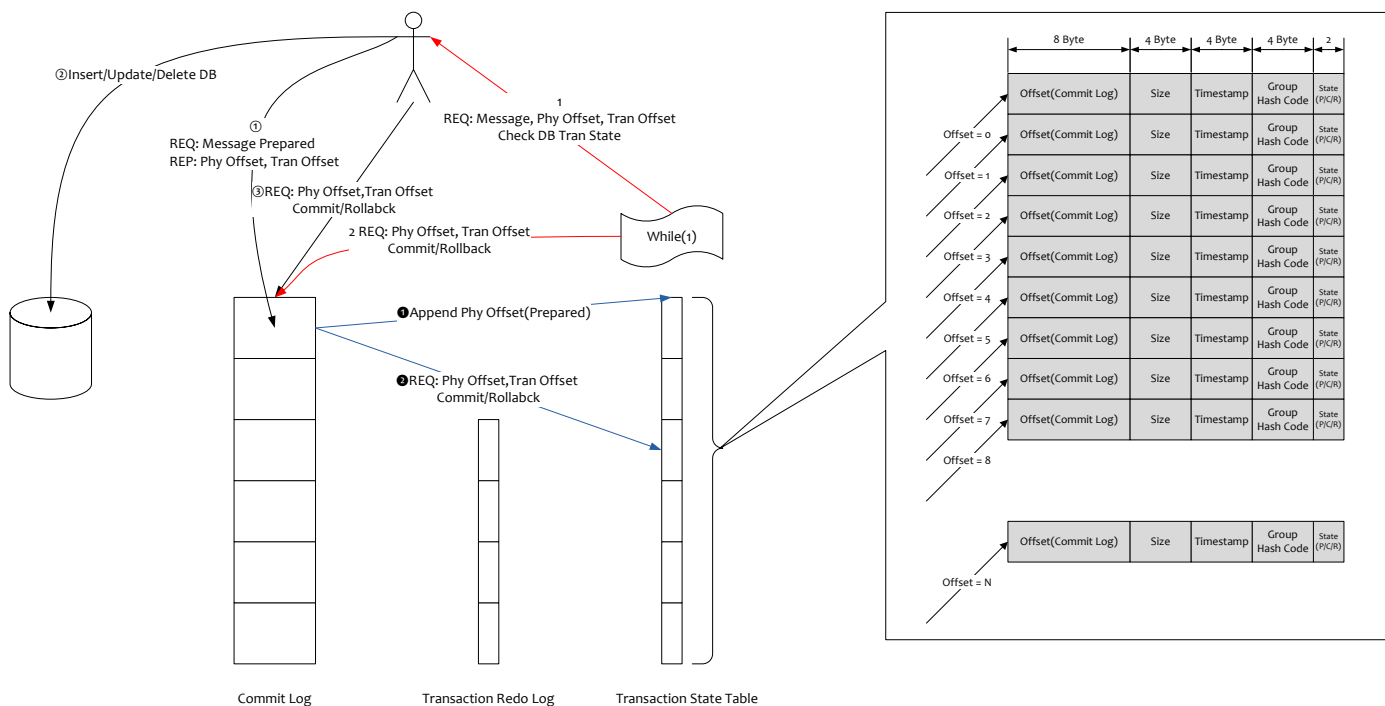 ②Insert/Update/Delete DB
①
REQ: Message Prepared
REP: Phy Offset, Tran Offset
③REQ: Phy Offset,Tran Offset
Commit/Rollabck
1
REQ: Message, Phy Offset, Tran Offset
Check DB Tran State
2 REQ: Phy Offset, Tran Offset
Commit/Rollback
While(1)
❶Append Phy Offset(Prepared)
❷REQ: Phy Offset,Tran Offset
Commit/Rollabck
Commit Log
Transaction Redo Log
Transaction State Table
8 Byte
4 Byte
4 Byte
4 Byte
2
Offset(Commit Log)
Size
Timestamp
Group
Hash Code
State
(P/C/R)
Offset = 0
Offset(Commit Log)
Size
Timestamp
Group
Hash Code
State
(P/C/R)
Offset = 1
Offset(Commit Log)
Size
Timestamp
Group
Hash Code
State
(P/C/R)
Offset = 2
Offset(Commit Log)
Size
Timestamp
Group
Hash Code
State
(P/C/R)
Offset = 3
Offset(Commit Log)
Size
Timestamp
Group
Hash Code
State
(P/C/R)
Offset = 4
Offset(Commit Log)
Size
Timestamp
Group
Hash Code
State
(P/C/R)
Offset = 5
Offset(Commit Log)
Size
Timestamp
Group
Hash Code
State
(P/C/R)
Offset = 6
Offset(Commit Log)
Size
Timestamp
Group
Hash Code
State
(P/C/R)
Offset = 7
Offset(Commit Log)
Size
Timestamp
Group
Hash Code
State
(P/C/R)
Offset = 8
Offset(Commit Log)
Size
Timestamp
Group
Hash Code
State
(P/C/R)
Offset = N